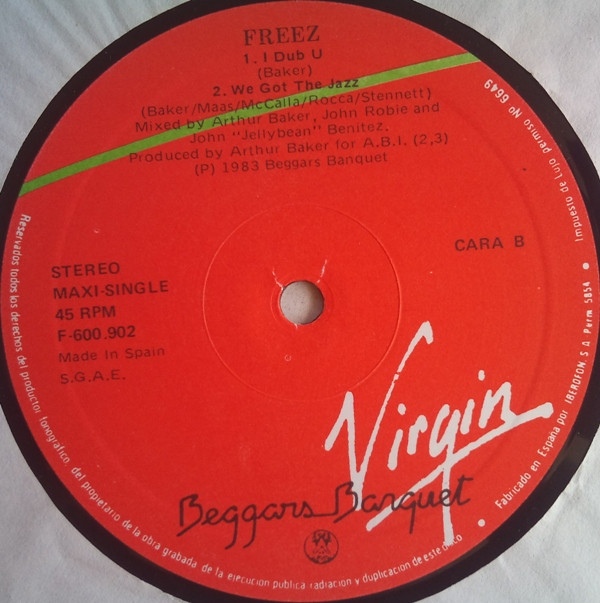 FREEZ
1. I Dub U
(Baker)
2. We Got The Jazz
(Baker/Maas/McCalla/Rocca/Stennett)
Mixed by Arthur Baker, John Robie and
John "Jellybean" Benitez.
Produced by Arthur Baker for A.B.I. (2,3)
(P) 1983 Beggars Banquet
STEREO
MAXI-SINGLE
45 RPM
F-600.902
Made In Spain
S.G.A.E.
CARA B
Virgin
Beggars Banquet
Reservados todos los derechos del productor fonográfico, del propietario de la obra grabada, de la ejecución pública, radiación y duplicación de este disco
Fabricado en España por IBEROFON, S.A. Purm 5854 • Impuesto de Lujo permiso Nº 6649